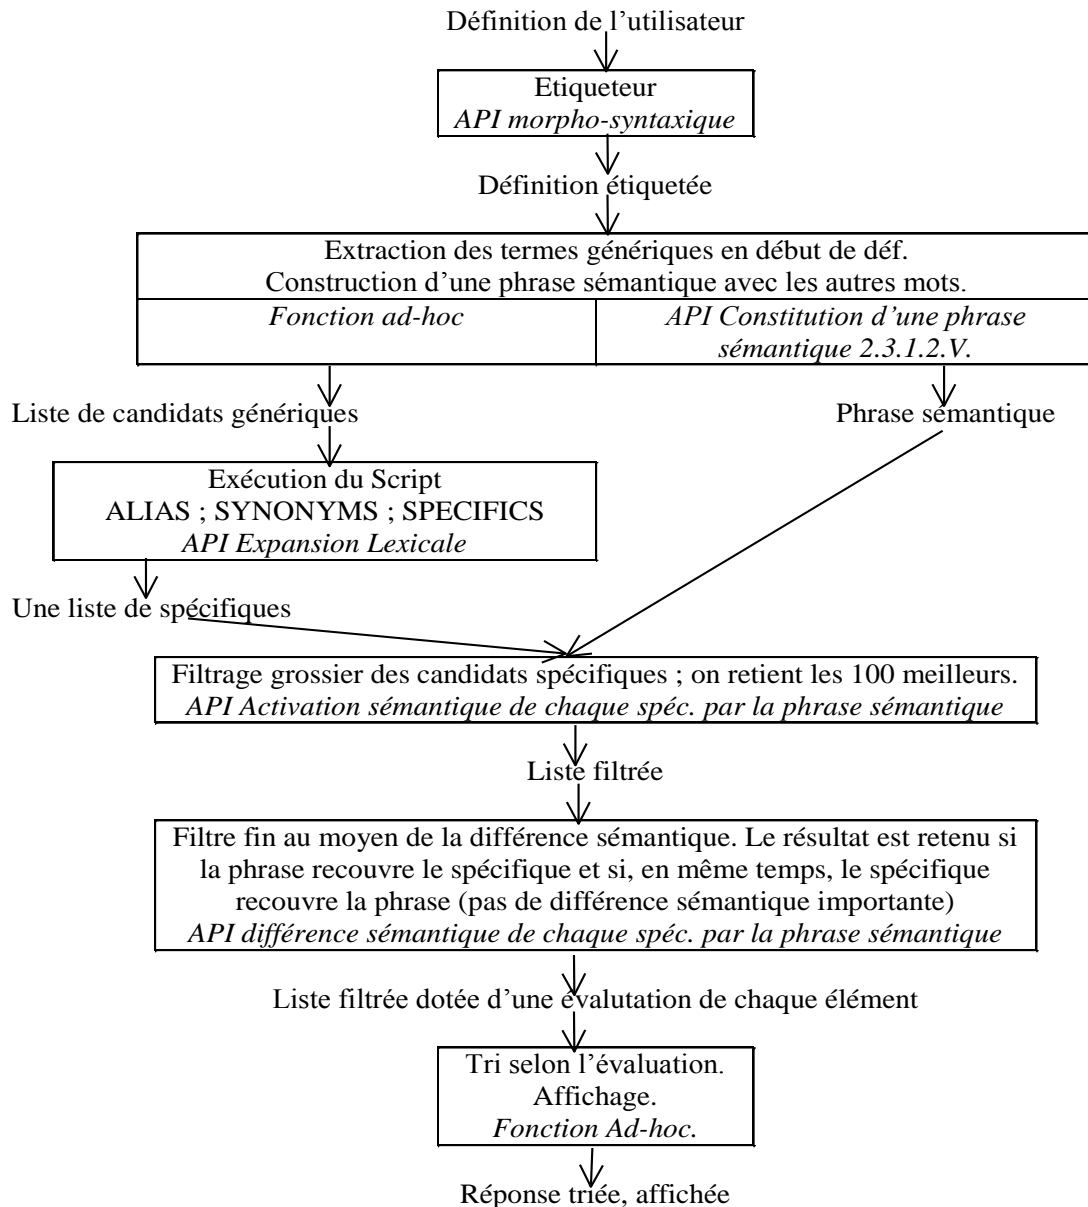 Définition de l’utilisateur
Etiqueteur
API morpho-syntaxique
Définition étiquetée
Extraction des termes génériques en début de déf.
Construction d’une phrase sémantique avec les autres mots.
Fonction ad-hoc
API Constitution d’une phrase
sémantique 2.3.1.2.V.
Liste de candidats génériques
Phrase sémantique
Exécution du Script
ALIAS ; SYNONYMS ; SPECIFICS
API Expansion Lexicale
Une liste de spécifiques
Filtrage grossier des candidats spécifiques ; on retient les 100 meilleurs.
API Activation sémantique de chaque spéc. par la phrase sémantique
Liste filtrée
Filtre fin au moyen de la différence sémantique. Le résultat est retenu si
la phrase recouvre le spécifique et si, en même temps, le spécifique
recouvre la phrase (pas de différence sémantique importante)
API différence sémantique de chaque spéc. par la phrase sémantique
Liste filtrée dotée d’une évalutation de chaque élément
Tri selon l’évaluation.
Affichage.
Fonction Ad-hoc.
Réponse triée, affichée